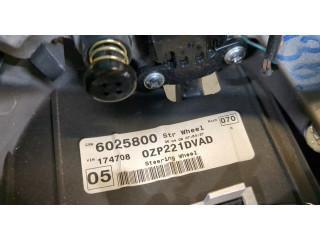 6025800 Str Wheel
070
VIN 174708 0ZP221DVAD
05 Steering Wheel